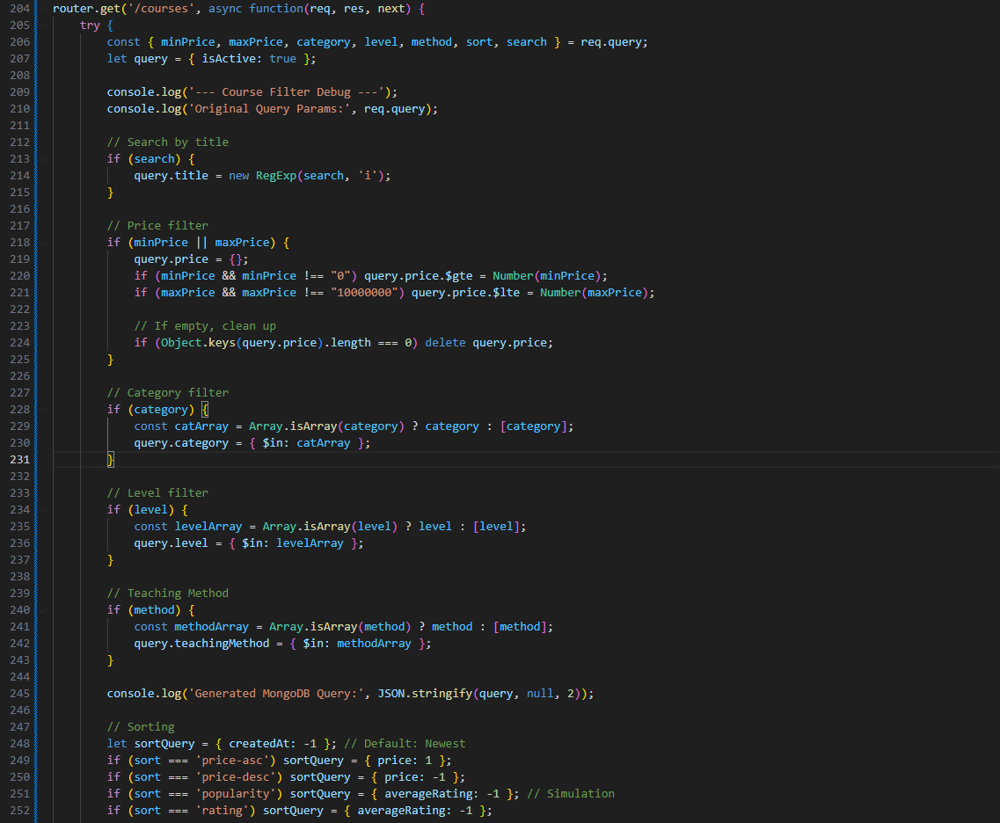 204 router.get('/courses', async function(req, res, next) {
205 try {
206 const { minPrice, maxPrice, category, level, method, sort, search } = req.query;
207 let query = { isActive: true };
208
209 console.log('--- Course Filter Debug ---');
210 console.log('Original Query Params:', req.query);
211
212 // Search by title
213 if (search) {
214 query.title = new RegExp(search, 'i');
215 }
216
217 // Price filter
218 if (minPrice || maxPrice) {
219 query.price = {};
220 if (minPrice && minPrice !== "0") query.price.$gte = Number(minPrice);
221 if (maxPrice && maxPrice !== "10000000") query.price.$lte = Number(maxPrice);
222
223 // If empty, clean up
224 if (Object.keys(query.price).length === 0) delete query.price;
225 }
226
227 // Category filter
228 if (category) {
229 const catArray = Array.isArray(category) ? category : [category];
230 query.category = { $in: catArray };
231 }
232
233 // Level filter
234 if (level) {
235 const levelArray = Array.isArray(level) ? level : [level];
236 query.level = { $in: levelArray };
237 }
238
239 // Teaching Method
240 if (method) {
241 const methodArray = Array.isArray(method) ? method : [method];
242 query.teachingMethod = { $in: methodArray };
243 }
244
245 console.log('Generated MongoDB Query:', JSON.stringify(query, null, 2));
246
247 // Sorting
248 let sortQuery = { createdAt: -1 }; // Default: Newest
249 if (sort === 'price-asc') sortQuery = { price: 1 };
250 if (sort === 'price-desc') sortQuery = { price: -1 };
251 if (sort === 'popularity') sortQuery = { averageRating: -1 }; // Simulation
252 if (sort === 'rating') sortQuery = { averageRating: -1 };